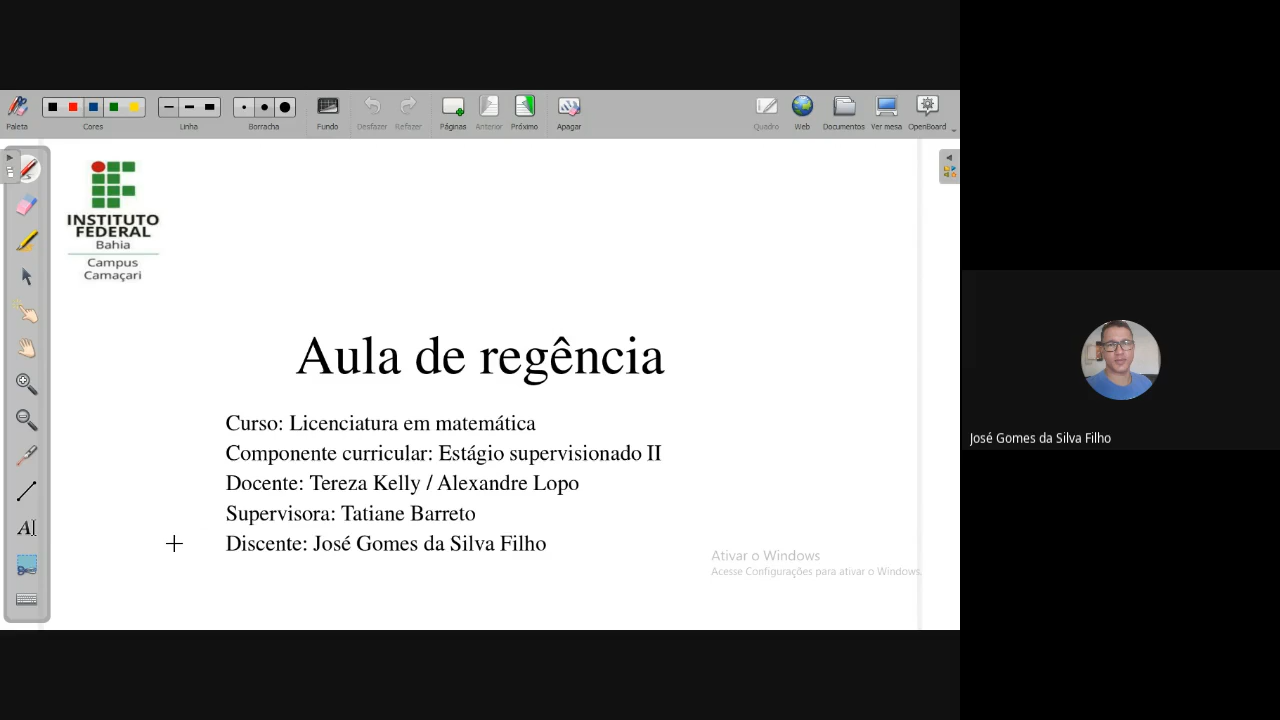 Paleta
Cores
Linha
Borracha
Fundo
Desfazer
Refazer
Páginas
Anterior
Próximo
Apagar
Quadro
Web
Documentos
Ver mesa
OpenBoard
INSTITUTO
FEDERAL
Bahia
Campus
Camaçari
Aula de regência
Curso: Licenciatura em matemática
Componente curricular: Estágio supervisionado II
Docente: Tereza Kelly / Alexandre Lopo
Supervisora: Tatiane Barreto
Discente: José Gomes da Silva Filho
Ativar o Windows
Acesse Configurações para ativar o Windows.
José Gomes da Silva Filho